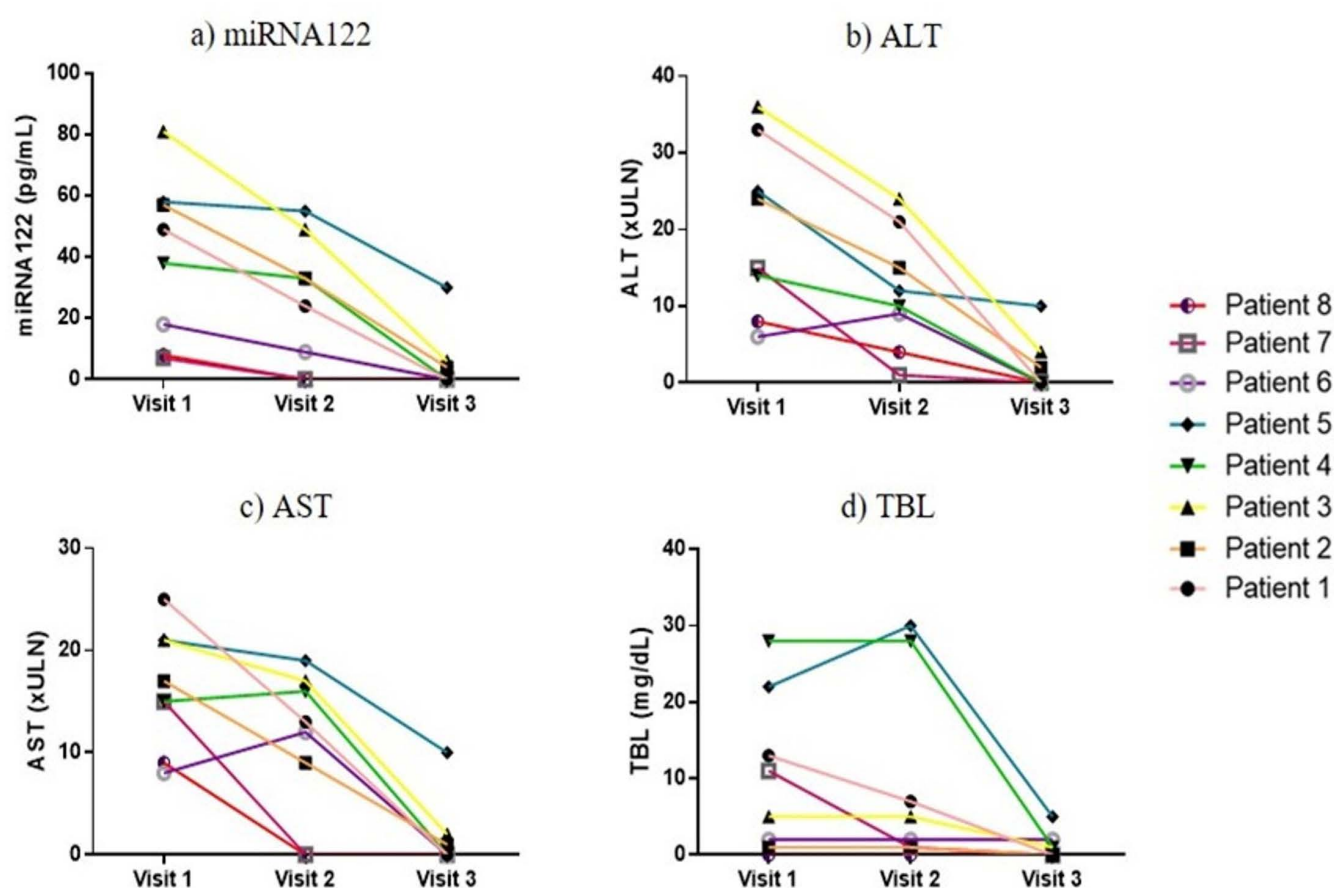 a) miRNA122
miRNA122 (pg/mL)
100
80
60
40
20
0
Visit 1 Visit 2 Visit 3
b) ALT
ALT (xULN)
40
30
20
10
0
Visit 1 Visit 2 Visit 3
c) AST
AST (xULN)
30
20
10
0
Visit 1 Visit 2 Visit 3
d) TBL
TBL (mg/dL)
40
30
20
10
0
Visit 1 Visit 2 Visit 3
Patient 8
Patient 7
Patient 6
Patient 5
Patient 4
Patient 3
Patient 2
Patient 1